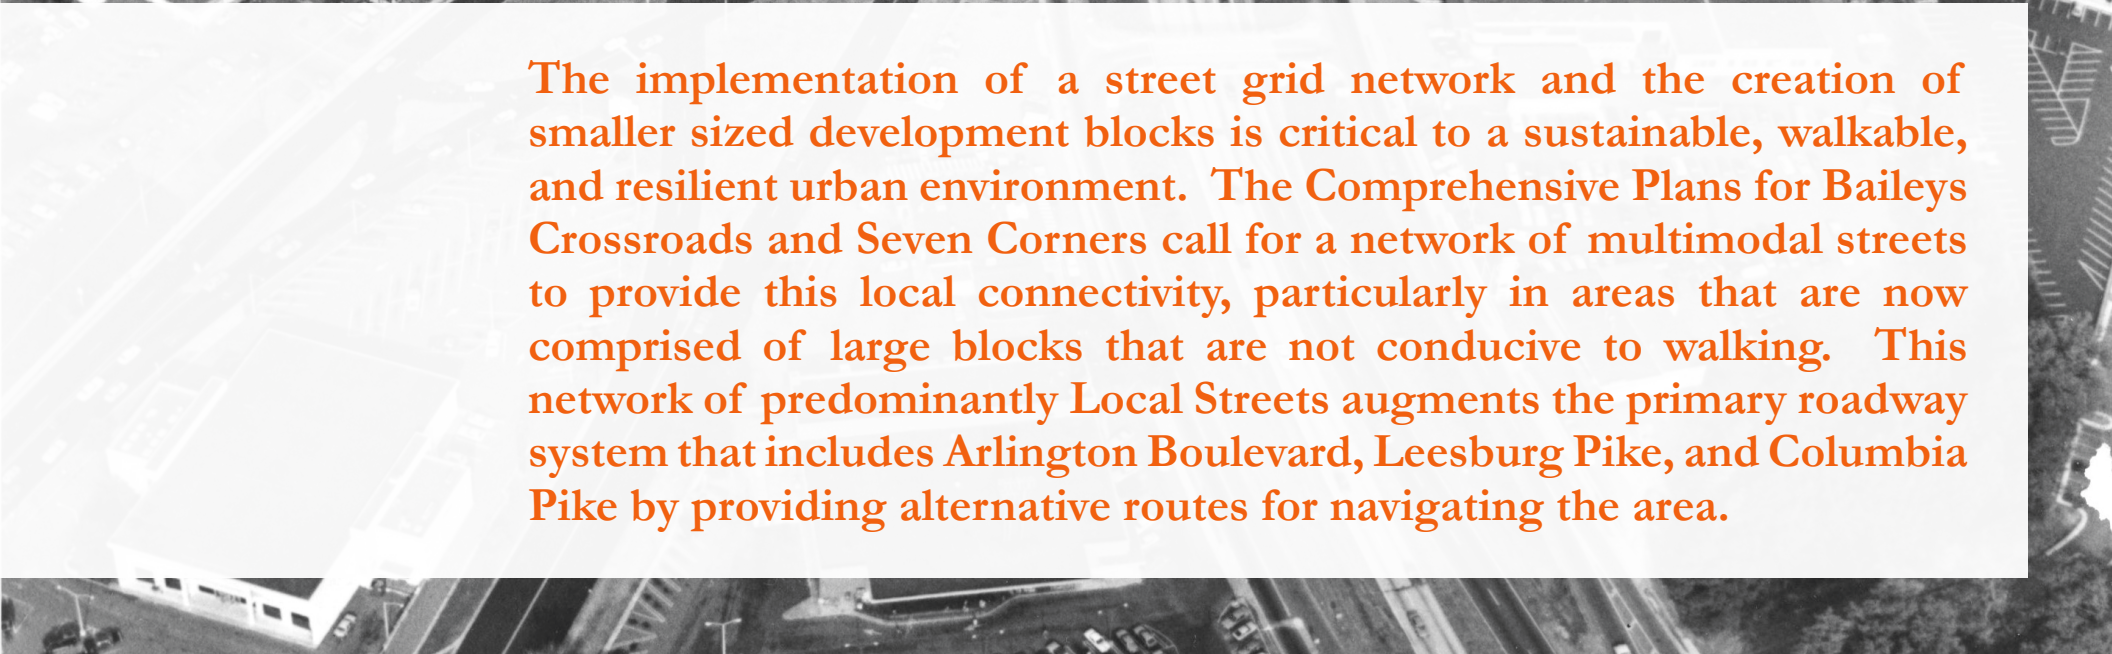 The implementation of a street grid network and the creation of
smaller sized development blocks is critical to a sustainable, walkable,
and resilient urban environment.  The Comprehensive Plans for Baileys
Crossroads and Seven Corners call for a network of multimodal streets
to provide this local connectivity, particularly in areas that are now
comprised of large blocks that are not conducive to walking.  This
network of predominantly Local Streets augments the primary roadway
system that includes Arlington Boulevard, Leesburg Pike, and Columbia
Pike by providing alternative routes for navigating the area.